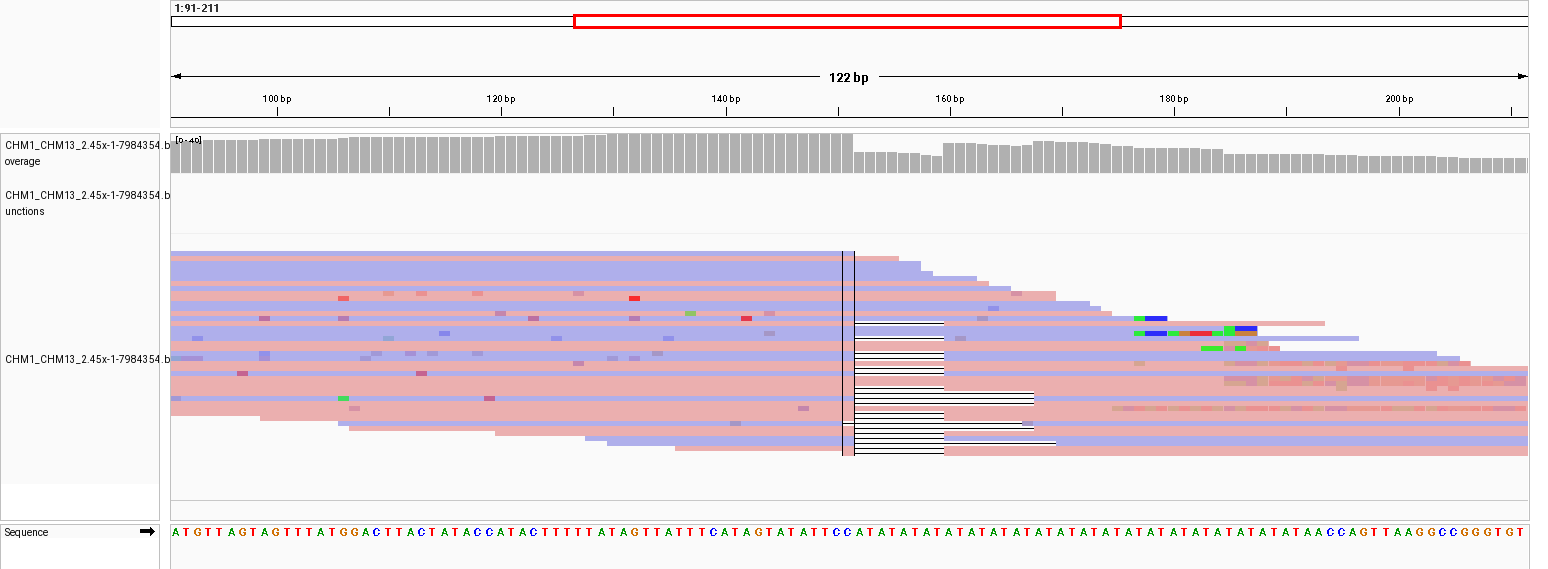 1:91-211
122 bp
100 bp 120 bp 140 bp 160 bp 180 bp 200 bp
[0 - 40]
CHM1_CHM13_2.45x-1-7984354.b
overage
CHM1_CHM13_2.45x-1-7984354.b
unctions
CHM1_CHM13_2.45x-1-7984354.b
Sequence
ATGTTAGTAGTTTATGGACTTACTATACCATACTTTTTATAGTTATTTCATAGTATATTCCATATATATATATATATATATATATATATATATATATATATAACCAGTTAAGGCCGGGTGT